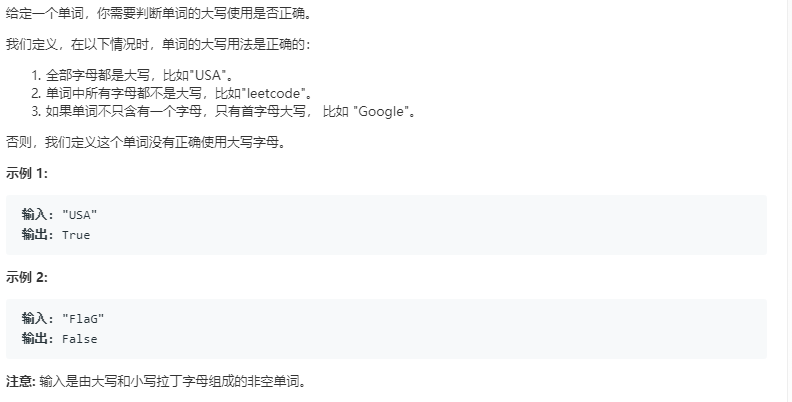 给定一个单词，你需要判断单词的大写使用是否正确。
我们定义，在以下情况时，单词的大写用法是正确的：
1. 全部字母都是大写，比如"USA"。
2. 单词中所有字母都不是大写，比如"leetcode"。
3. 如果单词不只含有一个字母，只有首字母大写， 比如 "Google"。
否则，我们定义这个单词没有正确使用大写字母。
示例 1:
输入: "USA"
输出: True
示例 2:
输入: "FlaG"
输出: False
注意: 输入是由大写和小写拉丁字母组成的非空单词。